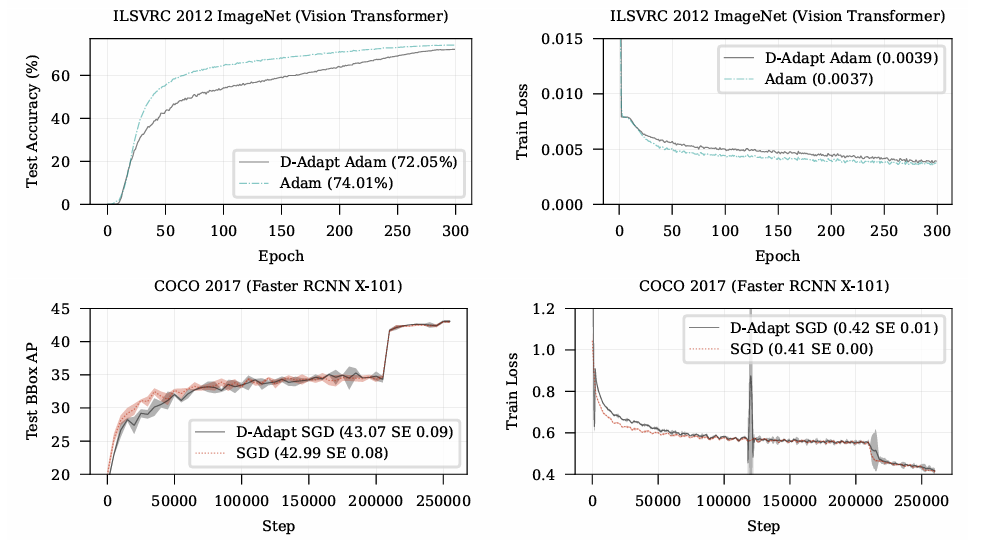 ILSVRC 2012 ImageNet (Vision Transformer)
Test Accuracy (%)
60
40
20
0
D-Adapt Adam (72.05%)
Adam (74.01%)
0 50 100 150 200 250 300
Epoch
ILSVRC 2012 ImageNet (Vision Transformer)
Train Loss
0.015
0.010
0.005
0.000
D-Adapt Adam (0.0039)
Adam (0.0037)
0 50 100 150 200 250 300
Epoch
COCO 2017 (Faster RCNN X-101)
Test BBox AP
45
40
35
30
25
20
D-Adapt SGD (43.07 SE 0.09)
SGD (42.99 SE 0.08)
0 50000 100000 150000 200000 250000
Step
COCO 2017 (Faster RCNN X-101)
Train Loss
1.2
1.0
0.8
0.6
0.4
D-Adapt SGD (0.42 SE 0.01)
SGD (0.41 SE 0.00)
0 50000 100000 150000 200000 250000
Step